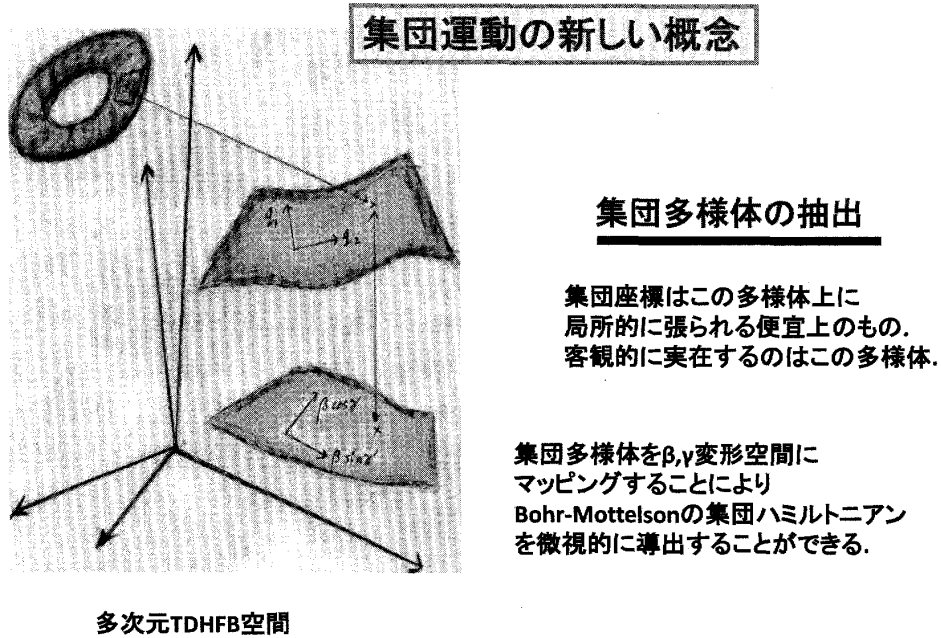 集団運動の新しい概念
集団多様体の抽出
集団座標はこの多様体上に
局所的に張られる便宜上のもの.
客観的に実在するのはこの多様体.
q₁
q₂
β cosγ
β sinγ
集団多様体をβ,γ変形空間に
マッピングすることにより
Bohr-Mottelsonの集団ハミルトニアン
を微視的に導出することができる.
多次元TDHFB空間